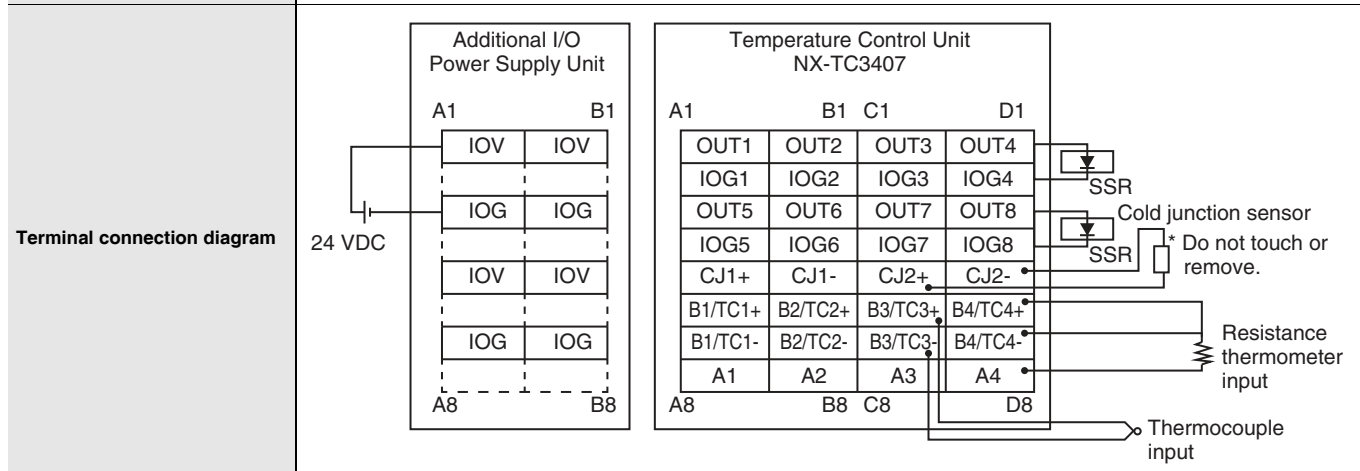 Terminal connection diagram
24 VDC
Additional I/O
Power Supply Unit
A1 B1
IOV IOV
IOG IOG
IOV IOV
IOG IOG
A8 B8
Temperature Control Unit
NX-TC3407
A1 B1 C1 D1
OUT1 OUT2 OUT3 OUT4
IOG1 IOG2 IOG3 IOG4
OUT5 OUT6 OUT7 OUT8
IOG5 IOG6 IOG7 IOG8
CJ1+ CJ1- CJ2+ CJ2-
B1/TC1+ B2/TC2+ B3/TC3+ B4/TC4+
B1/TC1- B2/TC2- B3/TC3- B4/TC4-
A1 A2 A3 A4
A8 B8 C8 D8
SSR
SSR
Cold junction sensor
* Do not touch or
remove.
Resistance
thermometer
input
Thermocouple
input